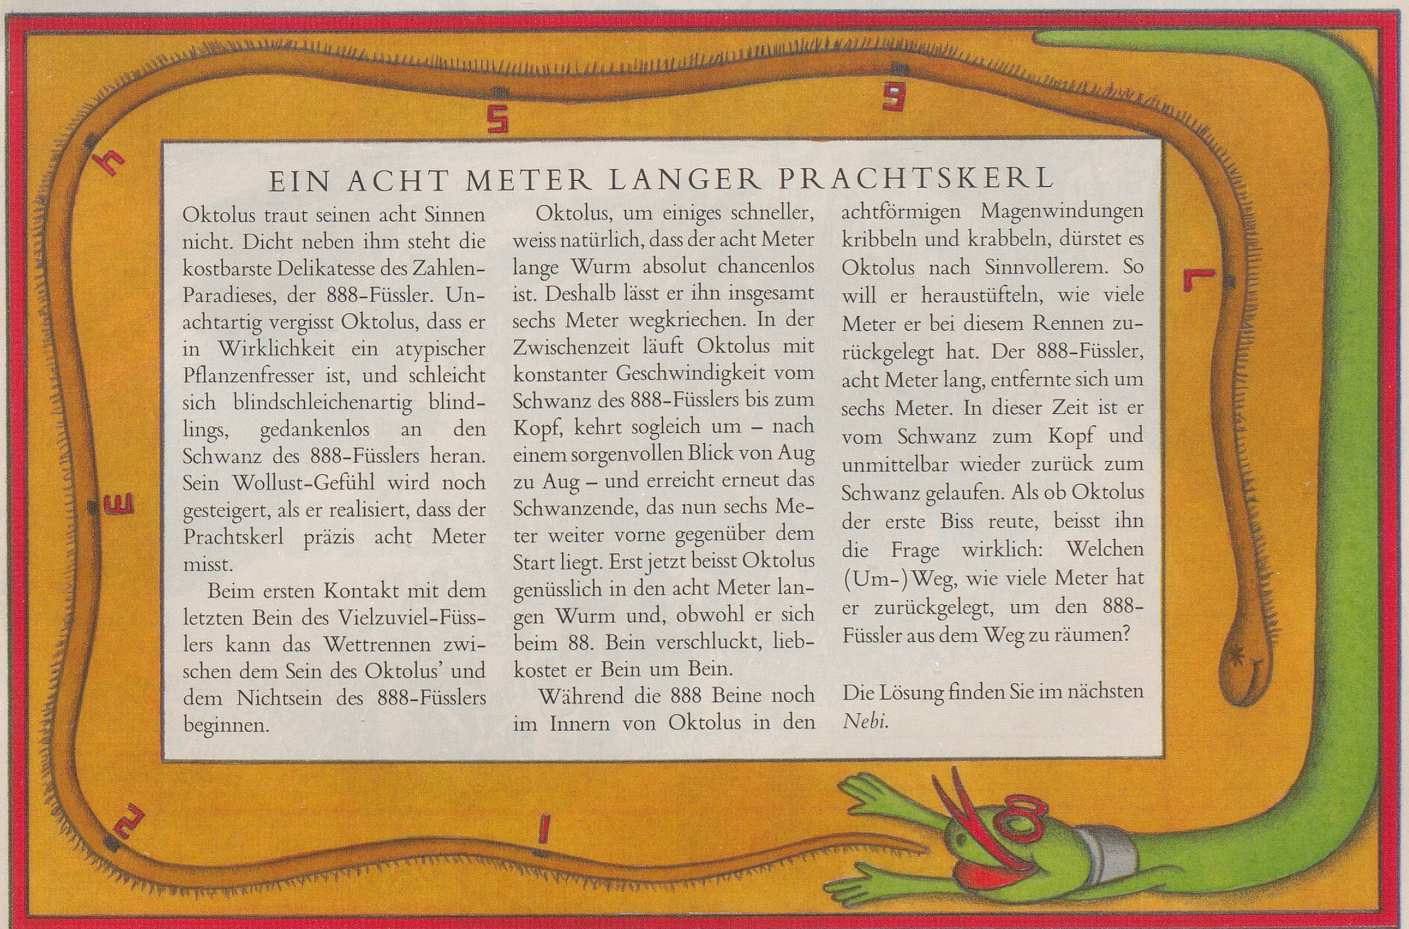 EIN ACHT METER LANGER PRACHTSKERL
Oktolus traut seinen acht Sinnen
nicht. Dicht neben ihm steht die
kostbarste Delikatesse des Zahlen-
Paradieses, der 888-Füssler. Un-
achtartig vergisst Oktolus, dass er
in Wirklichkeit ein atypischer
Pflanzenfresser ist, und schleicht
sich blindschleichenartig blind-
lings, gedankenlos an den
Schwanz des 888-Füsslers heran.
Sein Wollust-Gefühl wird noch
gesteigert, als er realisiert, dass der
Prachtskerl präzis acht Meter
misst.
Beim ersten Kontakt mit dem
letzten Bein des Vielzuviel-Füss-
lers kann das Wettrennen zwi-
schen dem Sein des Oktolus' und
dem Nichtsein des 888-Füsslers
beginnen.
Oktolus, um einiges schneller,
weiss natürlich, dass der acht Meter
lange Wurm absolut chancenlos
ist. Deshalb lässt er ihn insgesamt
sechs Meter wegkriechen. In der
Zwischenzeit läuft Oktolus mit
konstanter Geschwindigkeit vom
Schwanz des 888-Füsslers bis zum
Kopf, kehrt sogleich um – nach
einem sorgenvollen Blick von Aug
zu Aug – und erreicht erneut das
Schwanzende, das nun sechs Me-
ter weiter vorne gegenüber dem
Start liegt. Erst jetzt beisst Oktolus
genüsslich in den acht Meter lan-
gen Wurm und, obwohl er sich
beim 88. Bein verschluckt, lieb-
kostet er Bein um Bein.
Während die 888 Beine noch
im Innern von Oktolus in den
achtförmigen Magenwindungen
kribbeln und krabbeln, dürstet es
Oktolus nach Sinnvollerem. So
will er heraustüfteln, wie viele
Meter er bei diesem Rennen zu-
rückgelegt hat. Der 888-Füssler,
acht Meter lang, entfernte sich um
sechs Meter. In dieser Zeit ist er
vom Schwanz zum Kopf und
unmittelbar wieder zurück zum
Schwanz gelaufen. Als ob Oktolus
der erste Biss reute, beisst ihn
die Frage wirklich: Welchen
(Um-)Weg, wie viele Meter hat
er zurückgelegt, um den 888-
Füssler aus dem Weg zu räumen?
Die Lösung finden Sie im nächsten
Nebi.
1
2
3
4
5
6
7